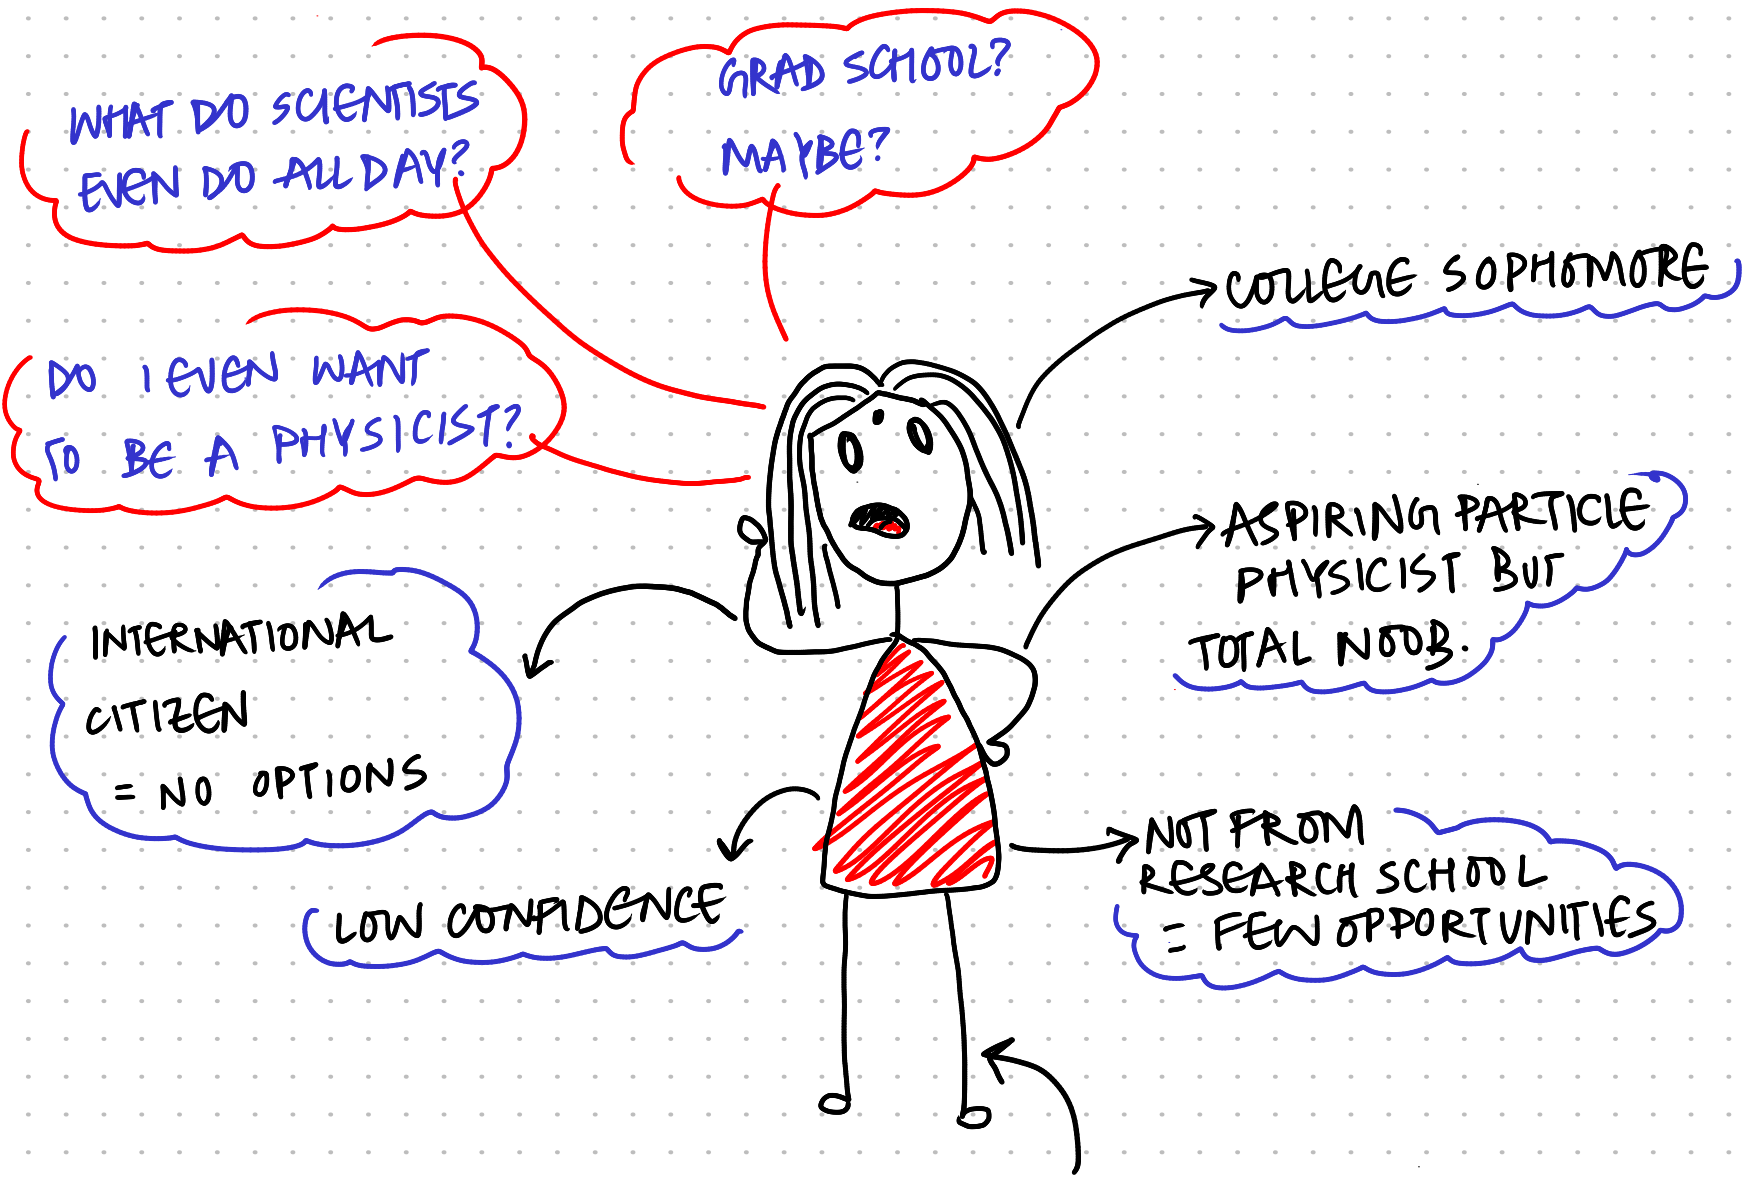 WHAT DO SCIENTISTS
EVEN DO ALL DAY?
GRAD SCHOOL?
MAYBE?
DO I EVEN WANT
TO BE A PHYSICIST?
COLLEGE SOPHOMORE
ASPIRING PARTICLE
PHYSICIST BUT
TOTAL NOOB.
INTERNATIONAL
CITIZEN
= NO OPTIONS
LOW CONFIDENCE
NOT FROM
RESEARCH SCHOOL
= FEW OPPORTUNITIES